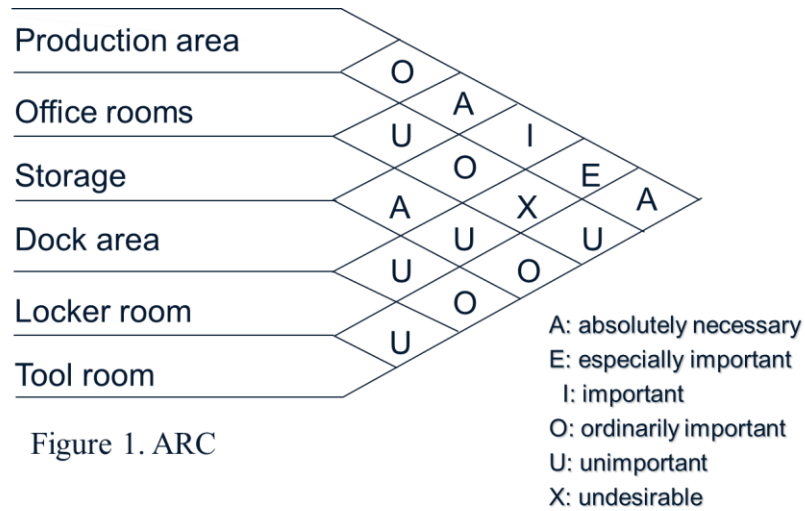 Production area
O
Office rooms
A
U
I
Storage
O
E
A
X
A
Dock area
U
U
U
O
Locker room
O
U
Tool room
A: absolutely necessary
E: especially important
I: important
O: ordinarily important
U: unimportant
X: undesirable
Figure 1. ARC